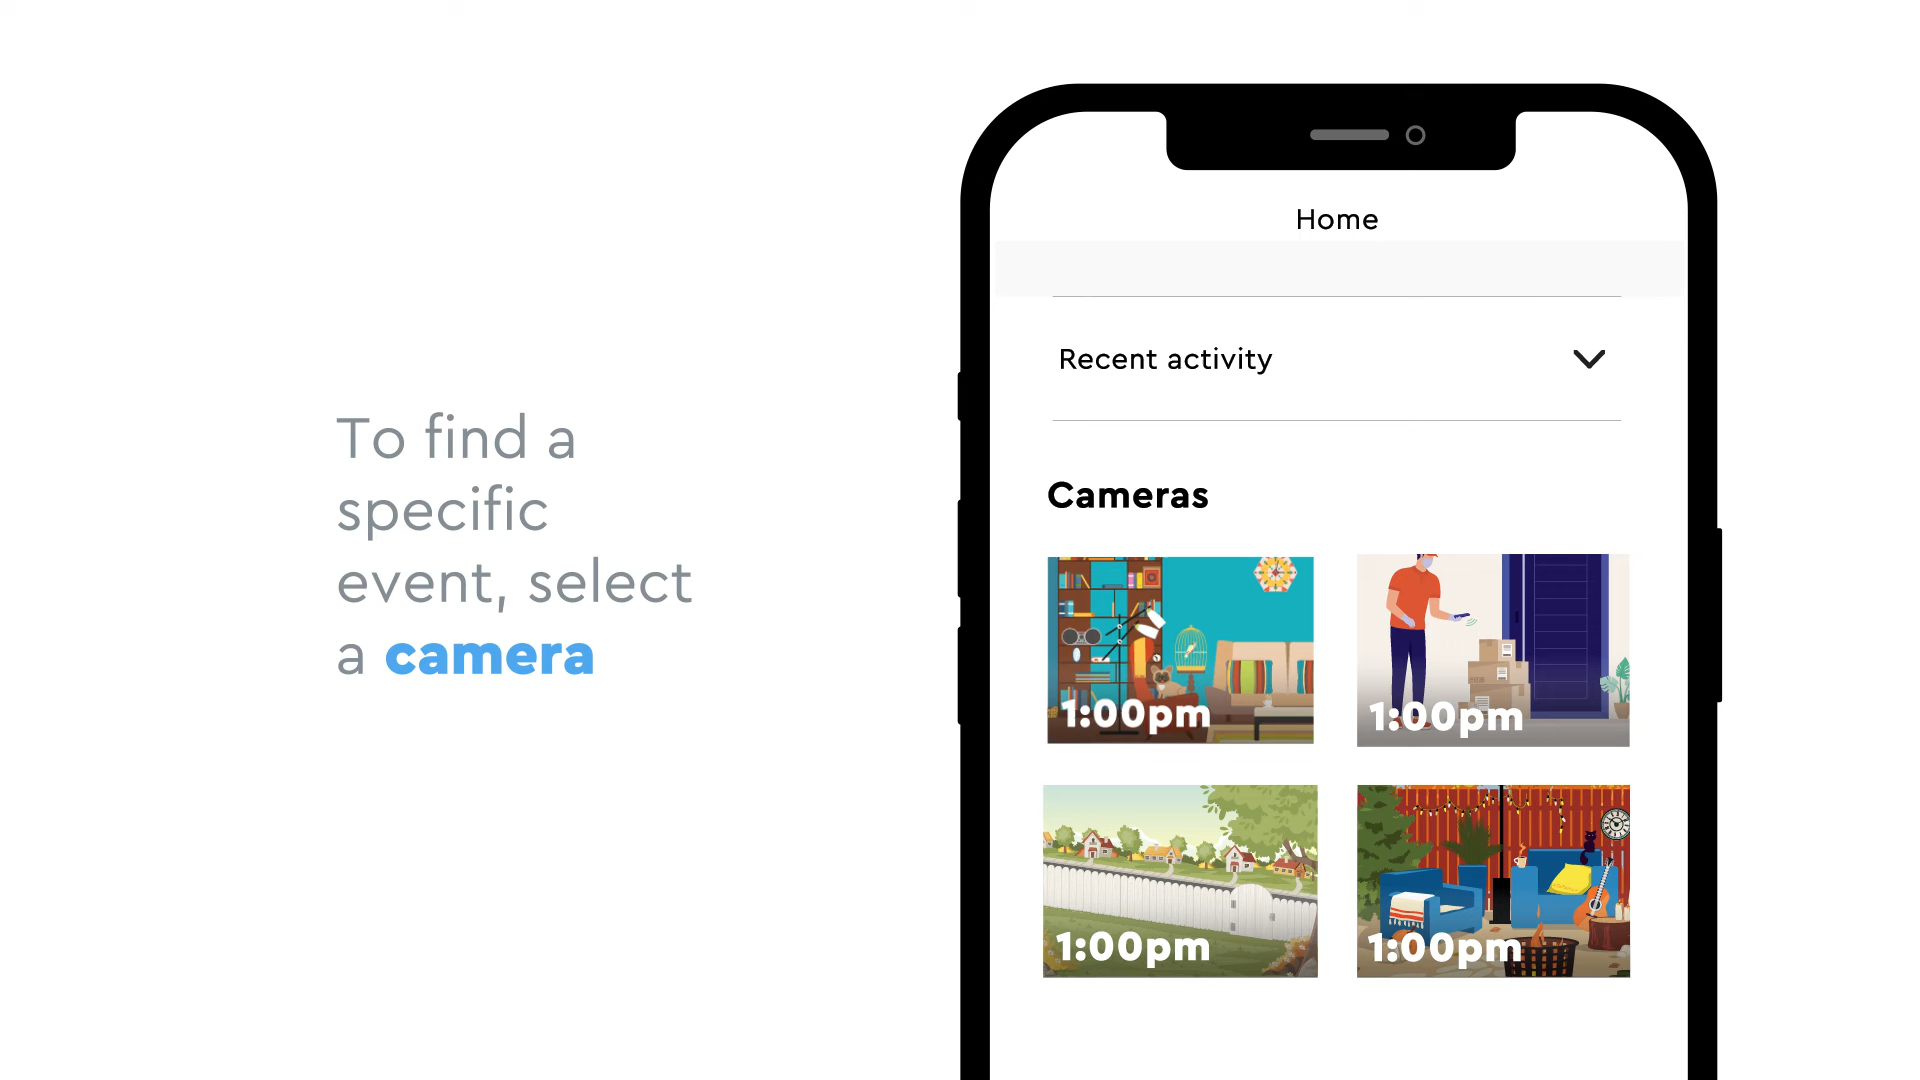 To find a
specific
event, select
a camera
Home
Recent activity
Cameras
1:00pm
1:00pm
1:00pm
1:00pm